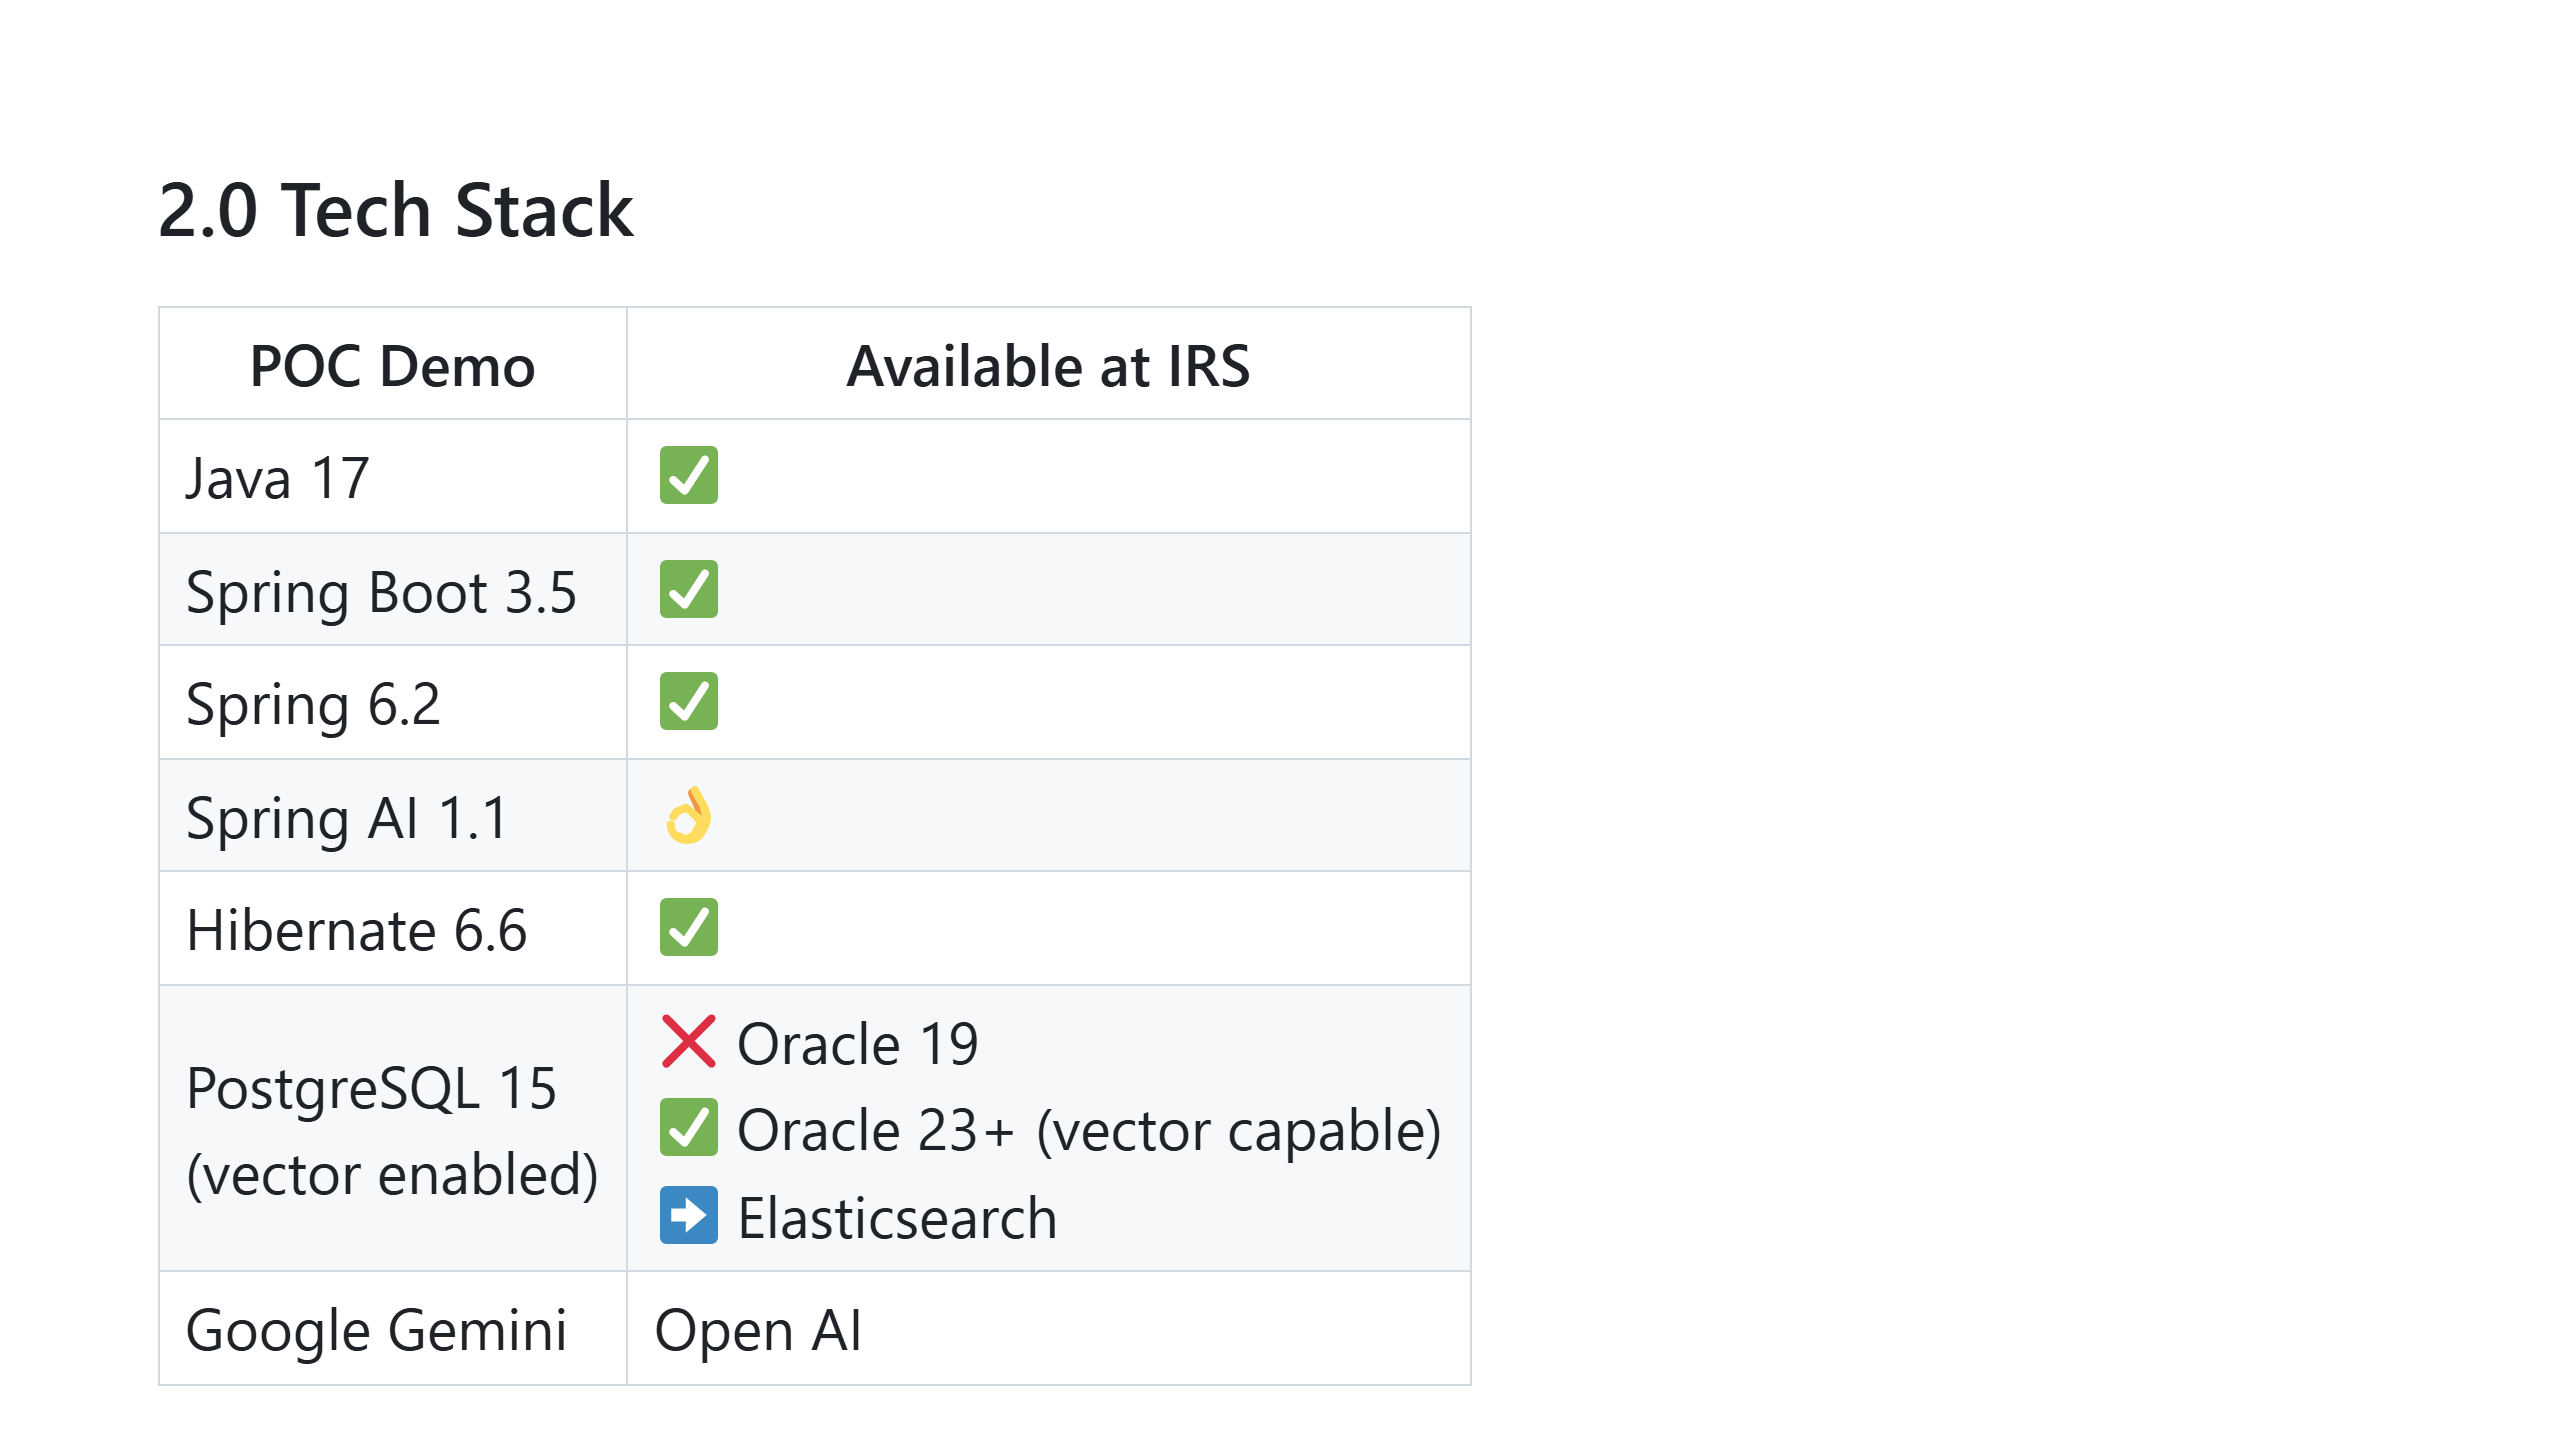 2.0 Tech Stack
POC Demo
Available at IRS
Java 17
✅
Spring Boot 3.5
✅
Spring 6.2
✅
Spring AI 1.1
👌
Hibernate 6.6
✅
PostgreSQL 15
(vector enabled)
❌ Oracle 19
✅ Oracle 23+ (vector capable)
➡️ Elasticsearch
Google Gemini
Open AI